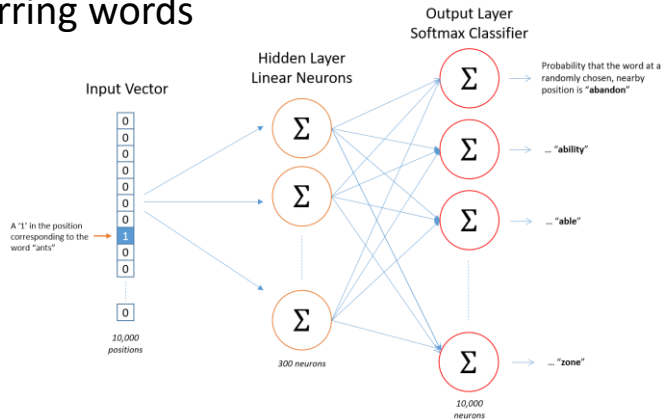 rring words
Input Vector
0
0
0
0
0
0
0
1
0
0
0
10,000
positions
A '1' in the position
corresponding to the
word "ants"
Hidden Layer
Linear Neurons
Σ
Σ
Σ
300 neurons
Output Layer
Softmax Classifier
Σ
Σ
Σ
Σ
10,000
neurons
Probability that the word at a
randomly chosen, nearby
position is "abandon"
... "ability"
... "able"
... "zone"